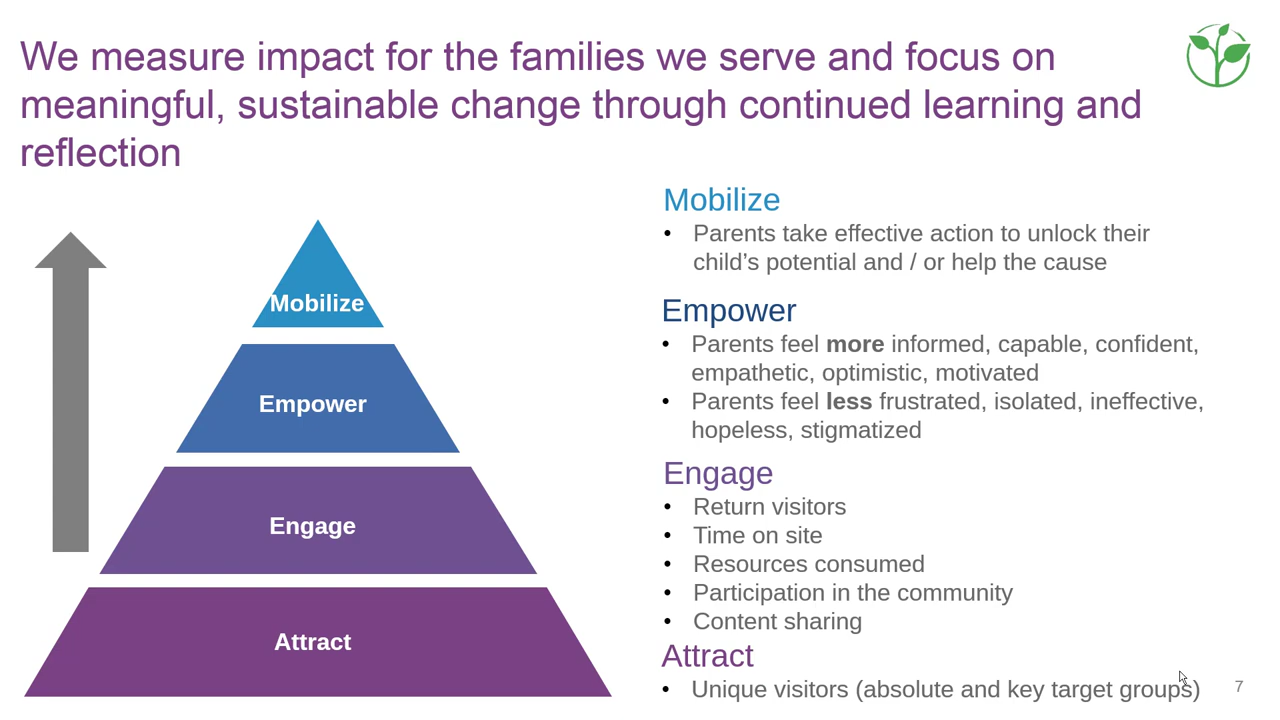 We measure impact for the families we serve and focus on
meaningful, sustainable change through continued learning and
reflection
Mobilize
Empower
Engage
Attract
Mobilize
• Parents take effective action to unlock their
child’s potential and / or help the cause
Empower
• Parents feel more informed, capable, confident,
empathetic, optimistic, motivated
• Parents feel less frustrated, isolated, ineffective,
hopeless, stigmatized
Engage
• Return visitors
• Time on site
• Resources consumed
• Participation in the community
• Content sharing
Attract
• Unique visitors (absolute and key target groups)
7